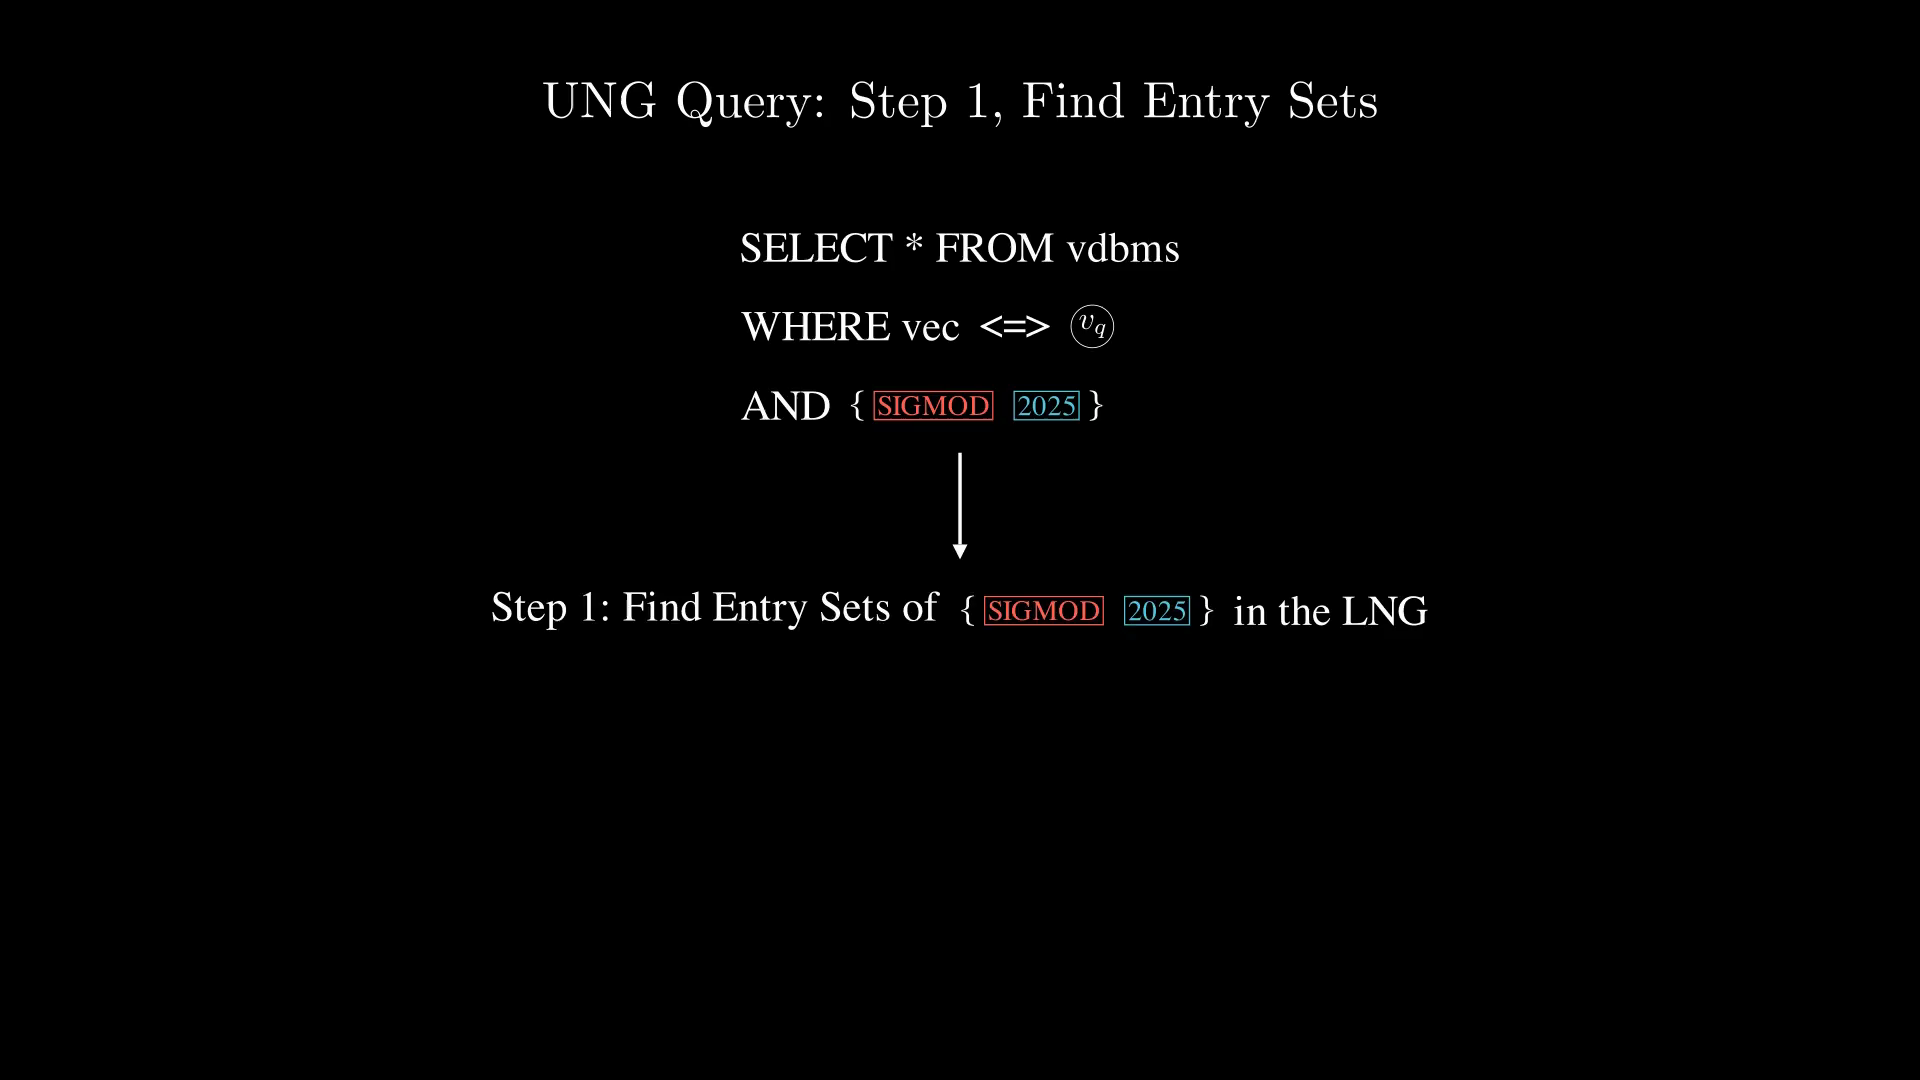 UNG Query: Step 1, Find Entry Sets
SELECT * FROM vdbms
WHERE vec <=> v_q
AND { SIGMOD 2025 }
Step 1: Find Entry Sets of { SIGMOD 2025 } in the LNG